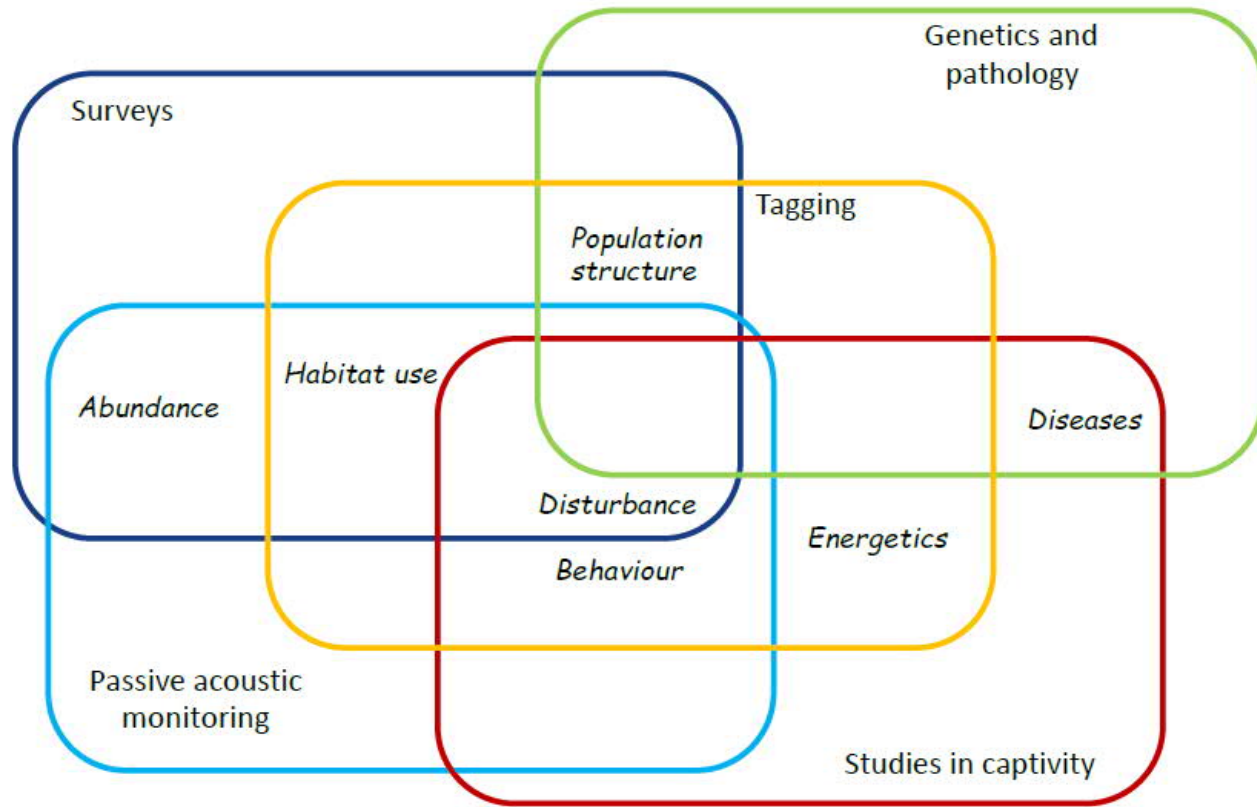 Genetics and
pathology
Surveys
Tagging
Population
structure
Habitat use
Abundance
Diseases
Disturbance
Energetics
Behaviour
Passive acoustic
monitoring
Studies in captivity